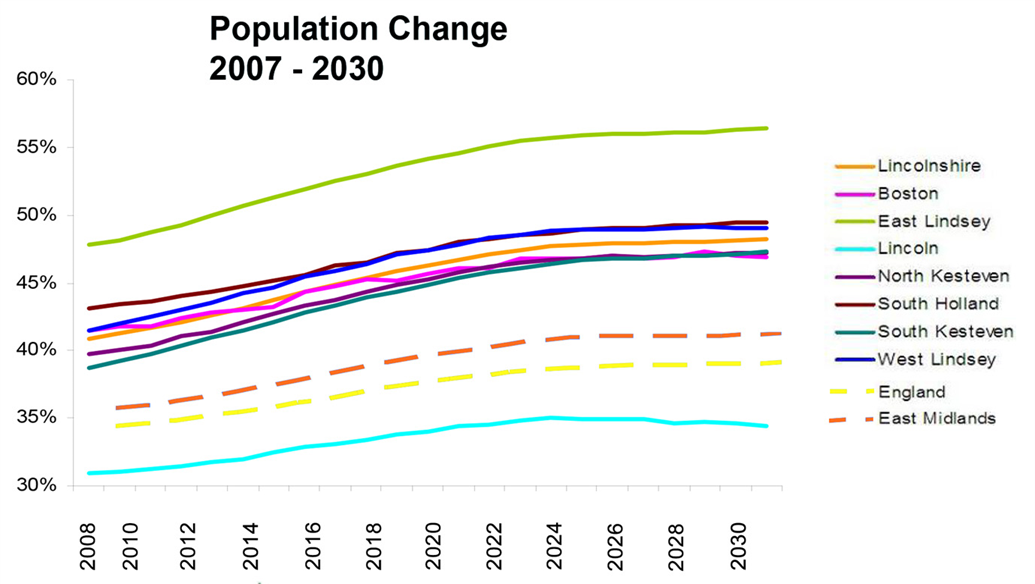 Population Change
2007 - 2030
60%
55%
50%
45%
40%
35%
30%
2008
2010
2012
2014
2016
2018
2020
2022
2024
2026
2028
2030
Lincolnshire
Boston
East Lindsey
Lincoln
North Kesteven
South Holland
South Kesteven
West Lindsey
England
East Midlands